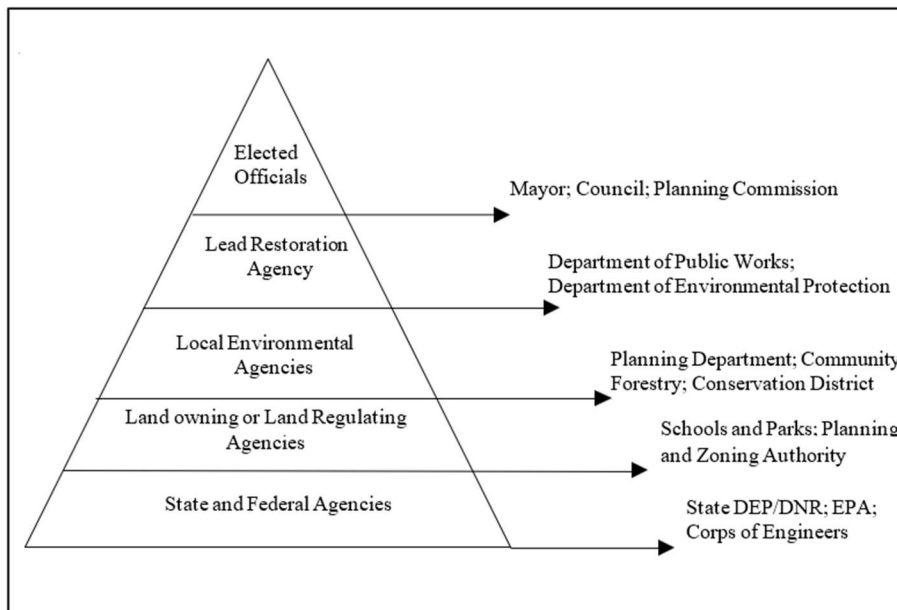 Elected
Officials
Mayor; Council; Planning Commission
Lead Restoration
Agency
Department of Public Works;
Department of Environmental Protection
Local Environmental
Agencies
Planning Department; Community
Forestry; Conservation District
Land owning or Land Regulating
Agencies
Schools and Parks; Planning
and Zoning Authority
State and Federal Agencies
State DEP/DNR; EPA;
Corps of Engineers